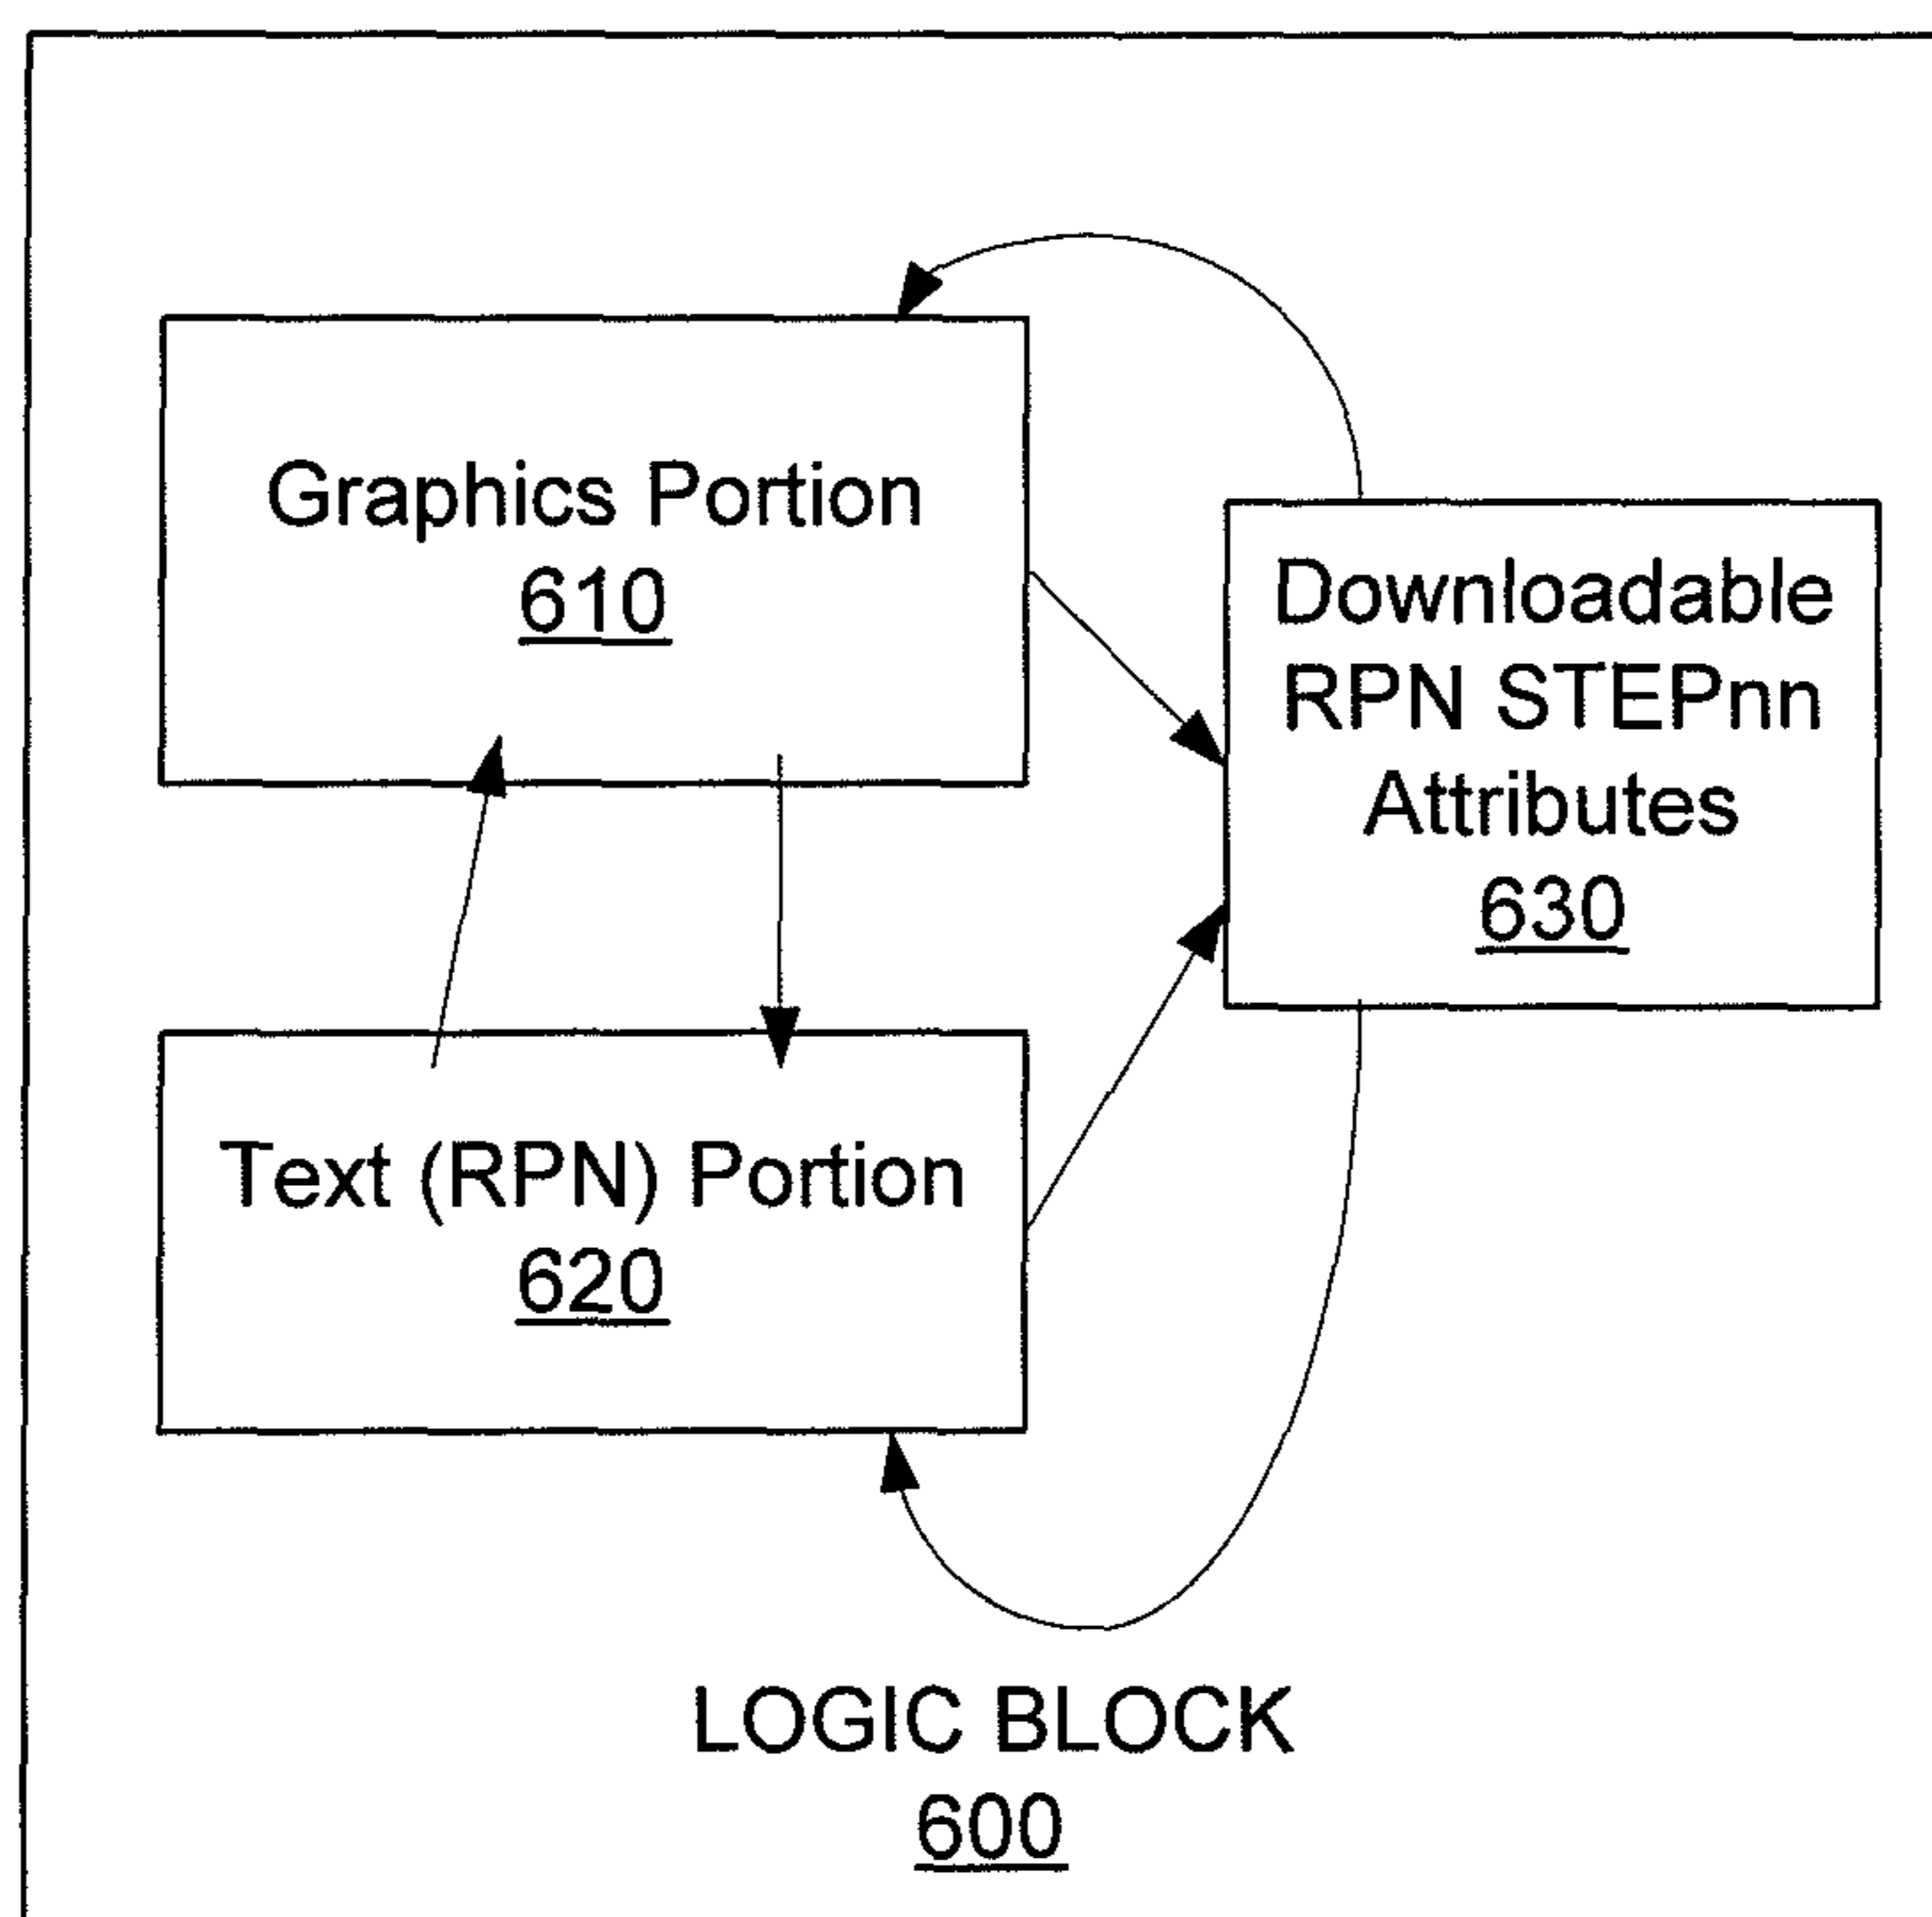 Graphics Portion
610
Downloadable
RPN STEPnn
Attributes
630
Text (RPN) Portion
620
LOGIC BLOCK
600